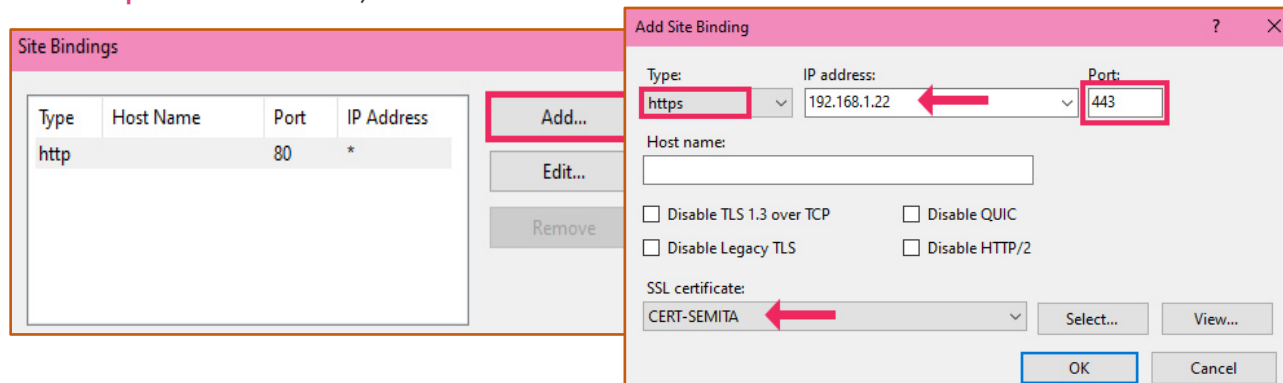 Site Bindings
Type Host Name Port IP Address
http 80 *
Add...
Edit...
Remove
Add Site Binding ? X
Type: IP address: Port:
https 192.168.1.22 443
Host name:
Disable TLS 1.3 over TCP Disable QUIC
Disable Legacy TLS Disable HTTP/2
SSL certificate:
CERT-SEMITA Select... View...
OK Cancel